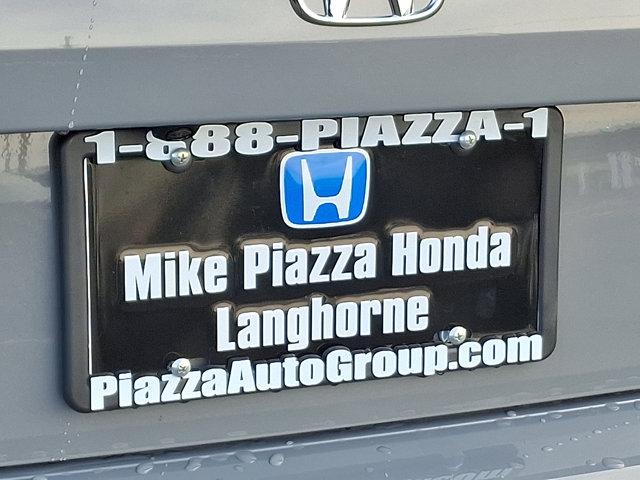 1-888-PIAZZA-1
Mike Piazza Honda
Langhorne
PiazzaAutoGroup.com